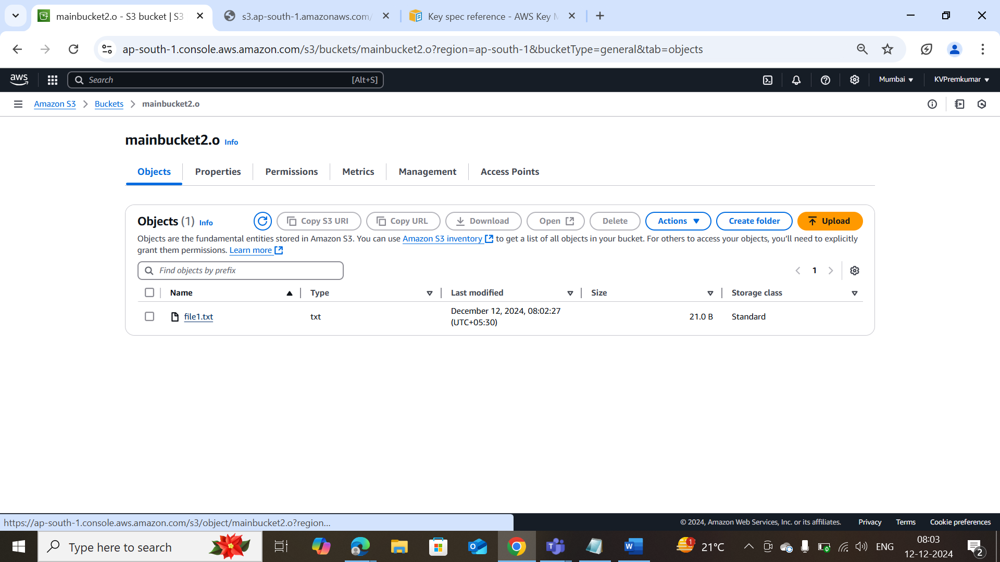 mainbucket2.o - S3 bucket | S3
s3.ap-south-1.amazonaws.com/
Key spec reference - AWS Key M
ap-south-1.console.aws.amazon.com/s3/buckets/mainbucket2.o?region=ap-south-1&bucketType=general&tab=objects
aws
Search
[Alt+S]
Mumbai
KVPremkumar
Amazon S3
Buckets
mainbucket2.o
mainbucket2.o Info
Objects
Properties
Permissions
Metrics
Management
Access Points
Objects (1) Info
Copy S3 URI
Copy URL
Download
Open
Delete
Actions
Create folder
Upload
Objects are the fundamental entities stored in Amazon S3. You can use Amazon S3 inventory to get a list of all objects in your bucket. For others to access your objects, you’ll need to explicitly
grant them permissions. Learn more
Find objects by prefix
1
Name
Type
Last modified
Size
Storage class
file1.txt
txt
December 12, 2024, 08:02:27
(UTC+05:30)
21.0 B
Standard
https://ap-south-1.console.aws.amazon.com/s3/object/mainbucket2.o?region...
© 2024, Amazon Web Services, Inc. or its affiliates.
Privacy
Terms
Cookie preferences
Type here to search
1
21°C
ENG
08:03
12-12-2024
2